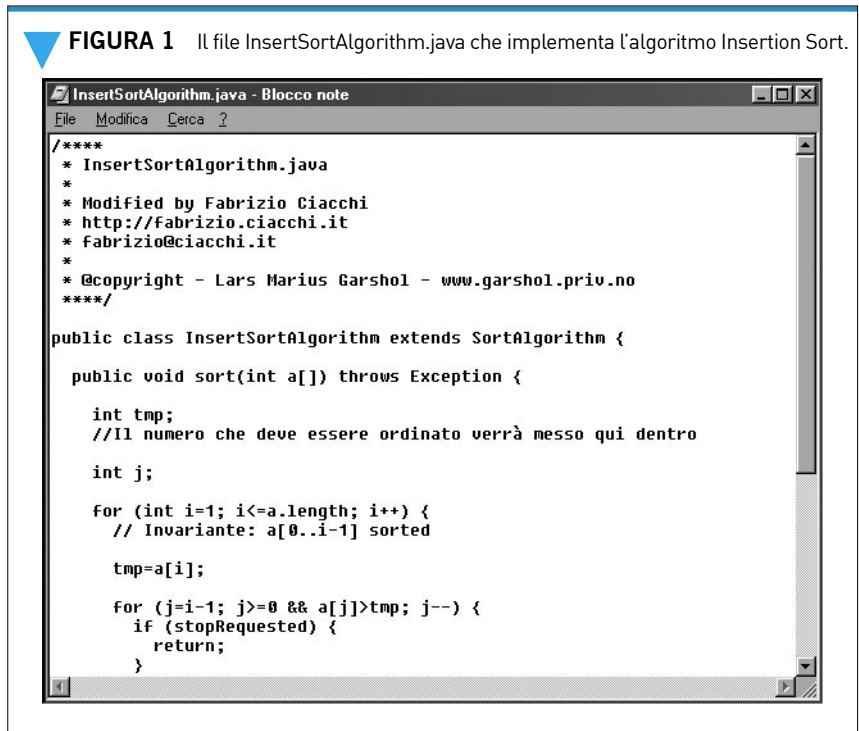 FIGURA 1 Il file InsertSortAlgorithm.java che implementa l'algoritmo Insertion Sort.
InsertSortAlgorithm.java - Blocco note
File Modifica Cerca ?
/****
* InsertSortAlgorithm.java
*
* Modified by Fabrizio Ciacchi
* http://fabrizio.ciacchi.it
* fabrizio@ciacchi.it
*
* @copyright - Lars Marius Garshol - www.garshol.priv.no
****/
public class InsertSortAlgorithm extends SortAlgorithm {
public void sort(int a[]) throws Exception {
int tmp;
//Il numero che deve essere ordinato verrà messo qui dentro
int j;
for (int i=1; i<=a.length; i++) {
// Invariante: a[0..i-1] sorted
tmp=a[i];
for (j=i-1; j>=0 && a[j]>tmp; j--) {
if (stopRequested) {
return;
}